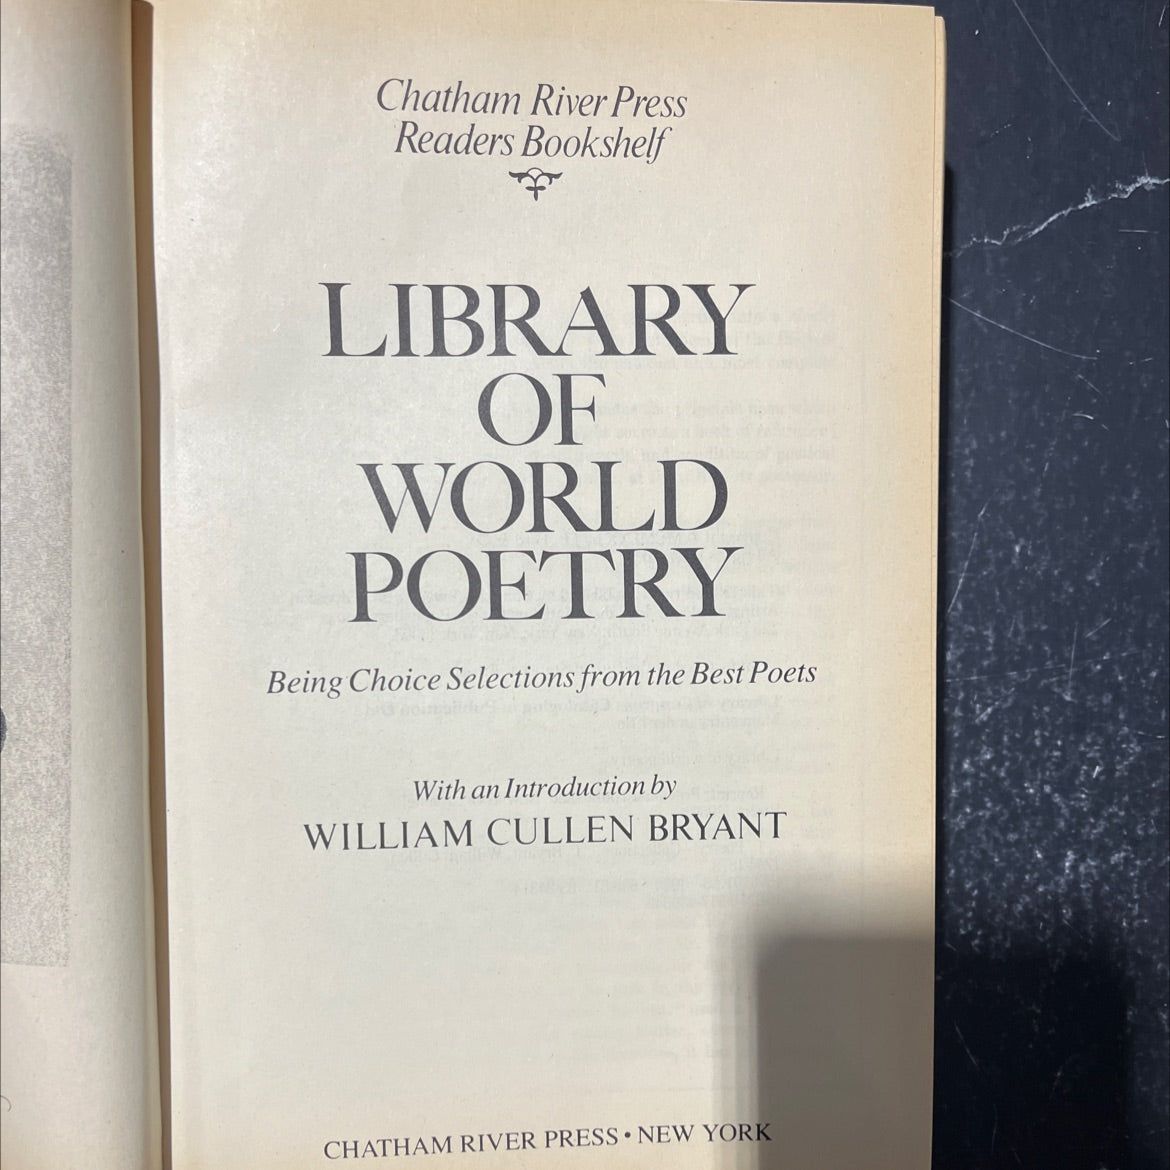 Chatham River Press
Readers Bookshelf
LIBRARY
OF
WORLD
POETRY
Being Choice Selections from the Best Poets
With an Introduction by
WILLIAM CULLEN BRYANT
CHATHAM RIVER PRESS • NEW YORK